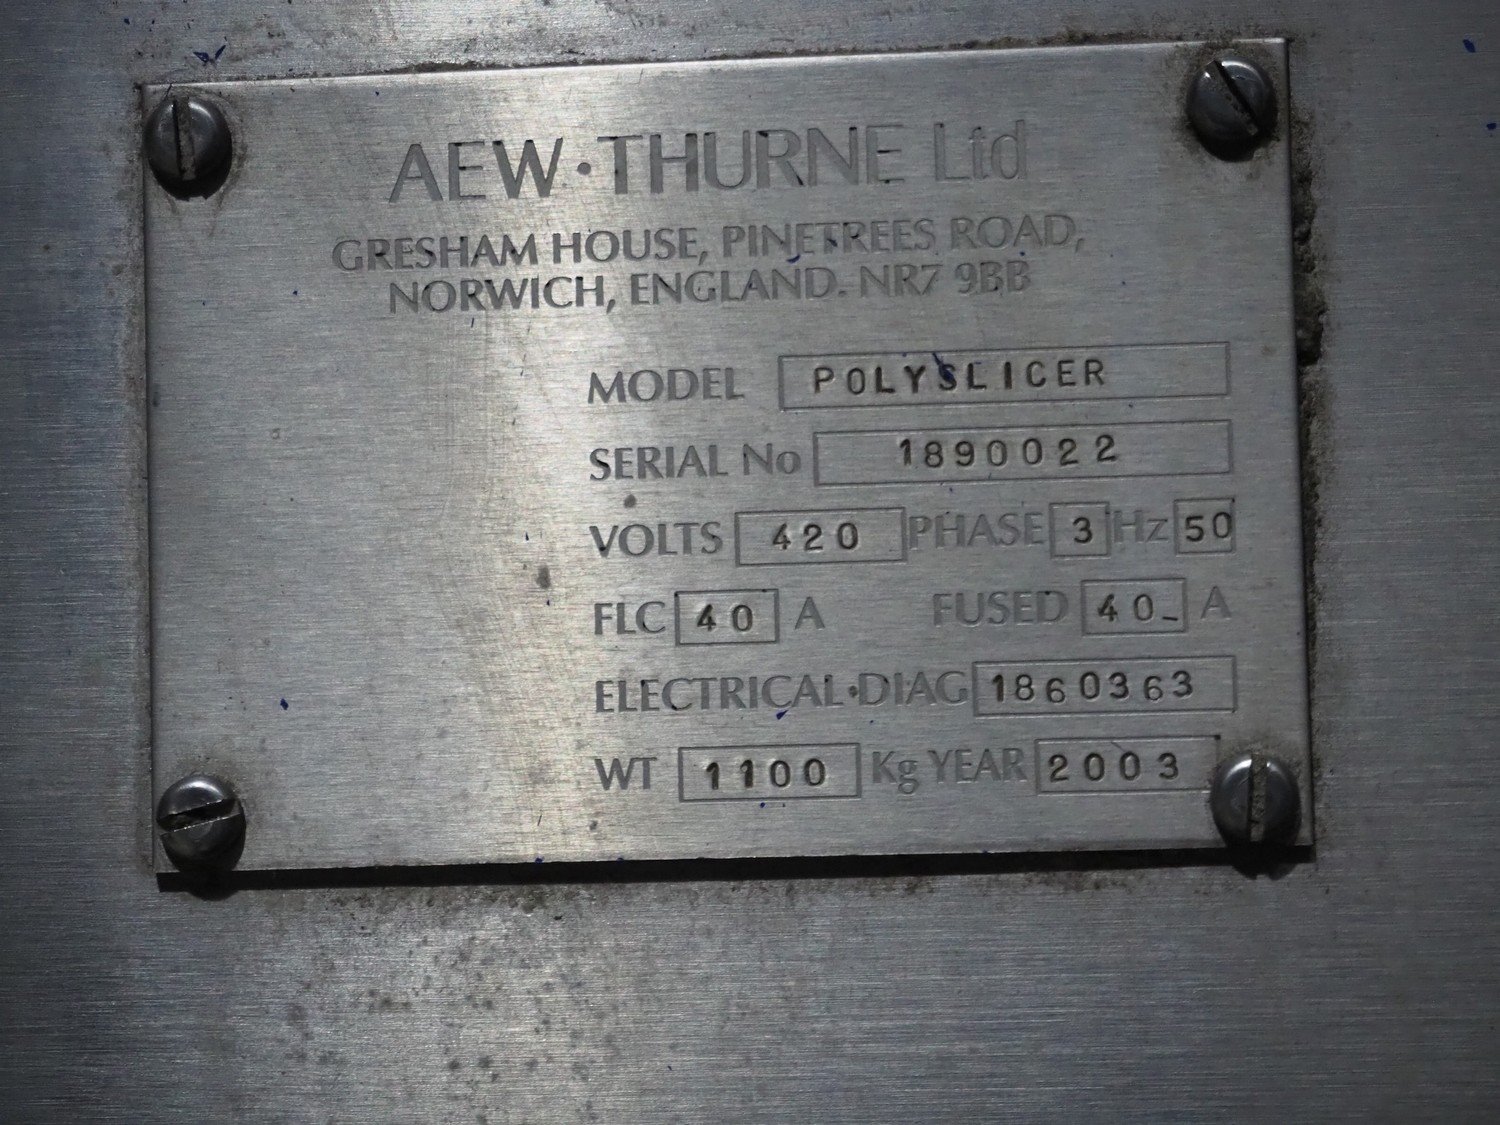 AEW·THURNE Ltd
GRESHAM HOUSE, PINETREES ROAD,
NORWICH, ENGLAND. NR7 9BB
MODEL POLYSLICER
SERIAL No 1890022
VOLTS 420 PHASE 3 Hz 50
FLC 40 A FUSED 40- A
ELECTRICAL·DIAG 1860363
WT 1100 Kg YEAR 2003